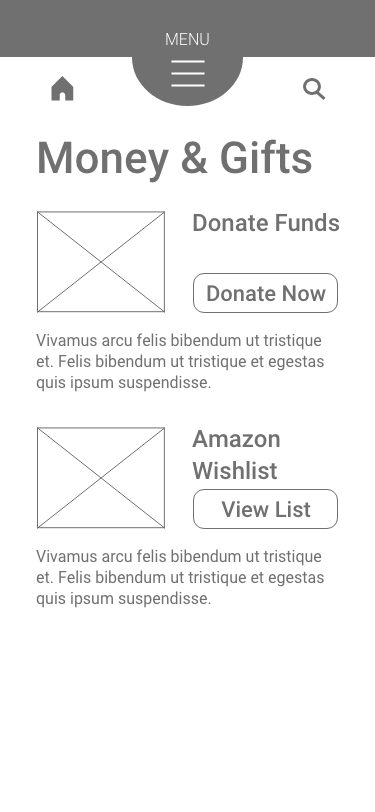 MENU
Money & Gifts
Donate Funds
Donate Now
Vivamus arcu felis bibendum ut tristique
et. Felis bibendum ut tristique et egestas
quis ipsum suspendisse.
Amazon
Wishlist
View List
Vivamus arcu felis bibendum ut tristique
et. Felis bibendum ut tristique et egestas
quis ipsum suspendisse.